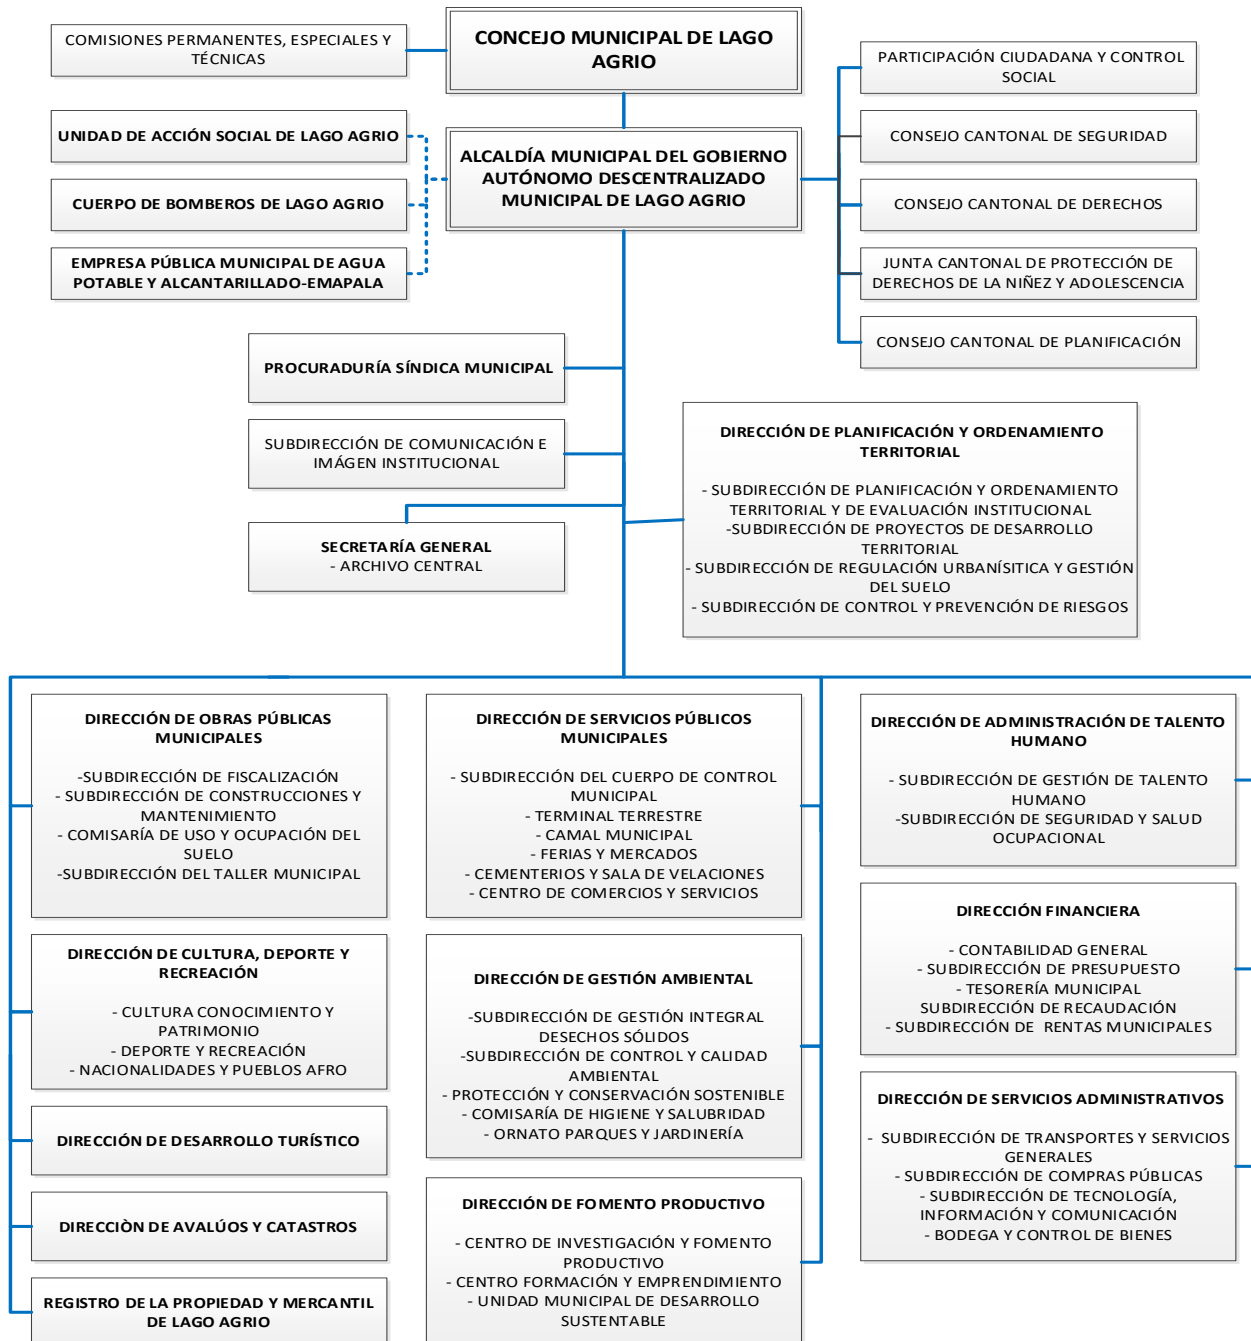 COMISIONES PERMANENTES, ESPECIALES Y
TÉCNICAS
CONCEJO MUNICIPAL DE LAGO
AGRIO
PARTICIPACIÓN CIUDADANA Y CONTROL
SOCIAL
UNIDAD DE ACCIÓN SOCIAL DE LAGO AGRIO
CUERPO DE BOMBEROS DE LAGO AGRIO
EMPRESA PÚBLICA MUNICIPAL DE AGUA
POTABLE Y ALCANTARILLADO-EMAPALA
ALCALDÍA MUNICIPAL DEL GOBIERNO
AUTÓNOMO DESCENTRALIZADO
MUNICIPAL DE LAGO AGRIO
CONSEJO CANTONAL DE SEGURIDAD
CONSEJO CANTONAL DE DERECHOS
JUNTA CANTONAL DE PROTECCIÓN DE
DERECHOS DE LA NIÑEZ Y ADOLESCENCIA
CONSEJO CANTONAL DE PLANIFICACIÓN
PROCURADURÍA SÍNDICA MUNICIPAL
SUBDIRECCIÓN DE COMUNICACIÓN E
IMÁGEN INSTITUCIONAL
SECRETARÍA GENERAL
- ARCHIVO CENTRAL
DIRECCIÓN DE PLANIFICACIÓN Y ORDENAMIENTO
TERRITORIAL
- SUBDIRECCIÓN DE PLANIFICACIÓN Y ORDENAMIENTO
TERRITORIAL Y DE EVALUACIÓN INSTITUCIONAL
-SUBDIRECCIÓN DE PROYECTOS DE DESARROLLO
TERRITORIAL
- SUBDIRECCIÓN DE REGULACIÓN URBANÍSITICA Y GESTIÓN
DEL SUELO
- SUBDIRECCIÓN DE CONTROL Y PREVENCIÓN DE RIESGOS
DIRECCIÓN DE OBRAS PÚBLICAS
MUNICIPALES
-SUBDIRECCIÓN DE FISCALIZACIÓN
- SUBDIRECCIÓN DE CONSTRUCCIONES Y
MANTENIMIENTO
- COMISARÍA DE USO Y OCUPACIÓN DEL
SUELO
-SUBDIRECCIÓN DEL TALLER MUNICIPAL
DIRECCIÓN DE CULTURA, DEPORTE Y
RECREACIÓN
- CULTURA CONOCIMIENTO Y
PATRIMONIO
- DEPORTE Y RECREACIÓN
- NACIONALIDADES Y PUEBLOS AFRO
DIRECCIÓN DE DESARROLLO TURÍSTICO
DIRECCIÒN DE AVALÚOS Y CATASTROS
REGISTRO DE LA PROPIEDAD Y MERCANTIL
DE LAGO AGRIO
DIRECCIÓN DE SERVICIOS PÚBLICOS
MUNICIPALES
- SUBDIRECCIÓN DEL CUERPO DE CONTROL
MUNICIPAL
- TERMINAL TERRESTRE
- CAMAL MUNICIPAL
- FERIAS Y MERCADOS
- CEMENTERIOS Y SALA DE VELACIONES
- CENTRO DE COMERCIOS Y SERVICIOS
DIRECCIÓN DE GESTIÓN AMBIENTAL
-SUBDIRECCIÓN DE GESTIÓN INTEGRAL
DESECHOS SÓLIDOS
-SUBDIRECCIÓN DE CONTROL Y CALIDAD
AMBIENTAL
- PROTECCIÓN Y CONSERVACIÓN SOSTENIBLE
- COMISARÍA DE HIGIENE Y SALUBRIDAD
- ORNATO PARQUES Y JARDINERÍA
DIRECCIÓN DE FOMENTO PRODUCTIVO
- CENTRO DE INVESTIGACIÓN Y FOMENTO
PRODUCTIVO
- CENTRO FORMACIÓN Y EMPRENDIMIENTO
- UNIDAD MUNICIPAL DE DESARROLLO
SUSTENTABLE
DIRECCIÓN DE ADMINISTRACIÓN DE TALENTO
HUMANO
- SUBDIRECCIÓN DE GESTIÓN DE TALENTO
HUMANO
-SUBDIRECCIÓN DE SEGURIDAD Y SALUD
OCUPACIONAL
DIRECCIÓN FINANCIERA
- CONTABILIDAD GENERAL
- SUBDIRECCIÓN DE PRESUPUESTO
- TESORERÍA MUNICIPAL
SUBDIRECCIÓN DE RECAUDACIÓN
- SUBDIRECCIÓN DE RENTAS MUNICIPALES
DIRECCIÓN DE SERVICIOS ADMINISTRATIVOS
- SUBDIRECCIÓN DE TRANSPORTES Y SERVICIOS
GENERALES
- SUBDIRECCIÓN DE COMPRAS PÚBLICAS
- SUBDIRECCIÓN DE TECNOLOGÍA,
INFORMACIÓN Y COMUNICACIÓN
- BODEGA Y CONTROL DE BIENES